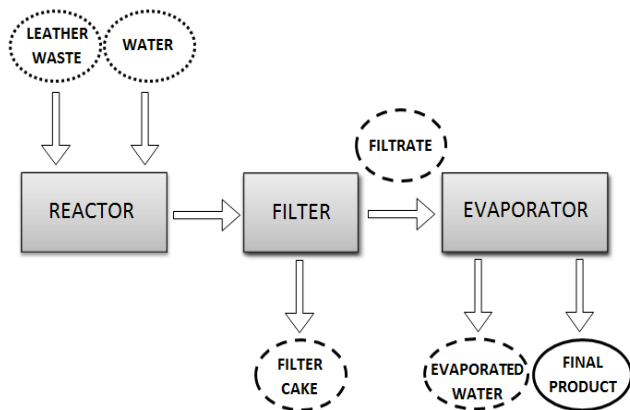 LEATHER
WASTE
WATER
FILTRATE
REACTOR
FILTER
EVAPORATOR
FILTER
CAKE
EVAPORATED
WATER
FINAL
PRODUCT